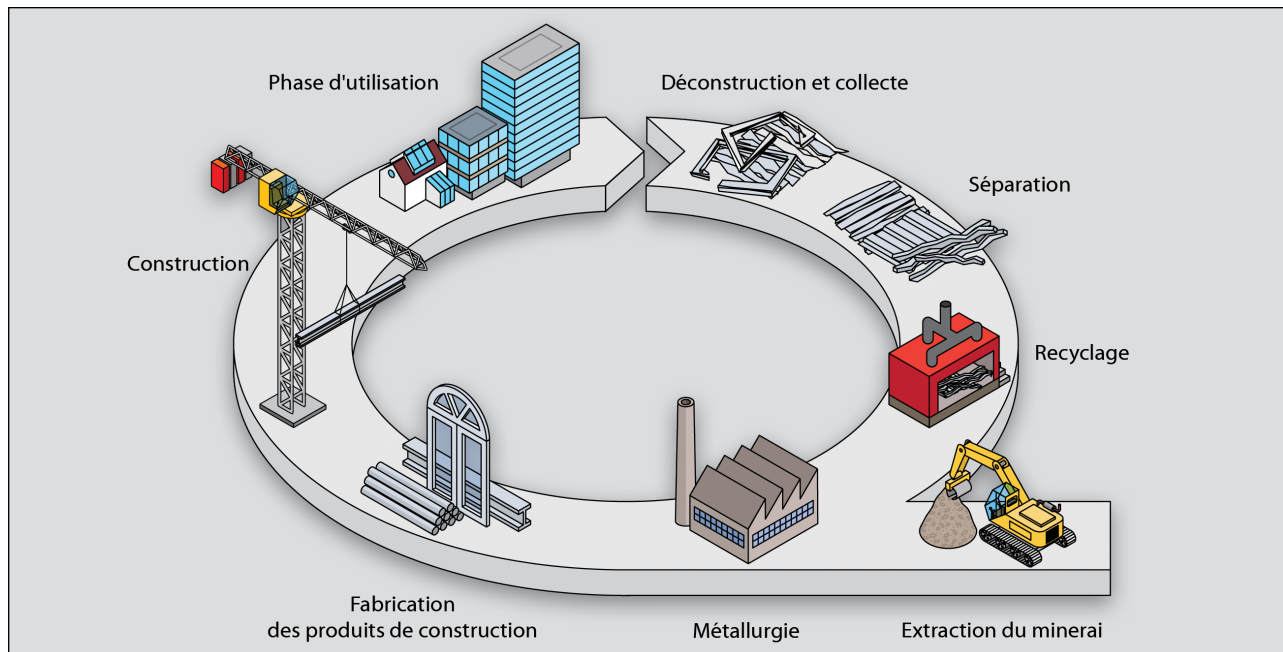 Phase d'utilisation
Déconstruction et collecte
Séparation
Construction
Recyclage
Fabrication
des produits de construction
Métallurgie
Extraction du minerai